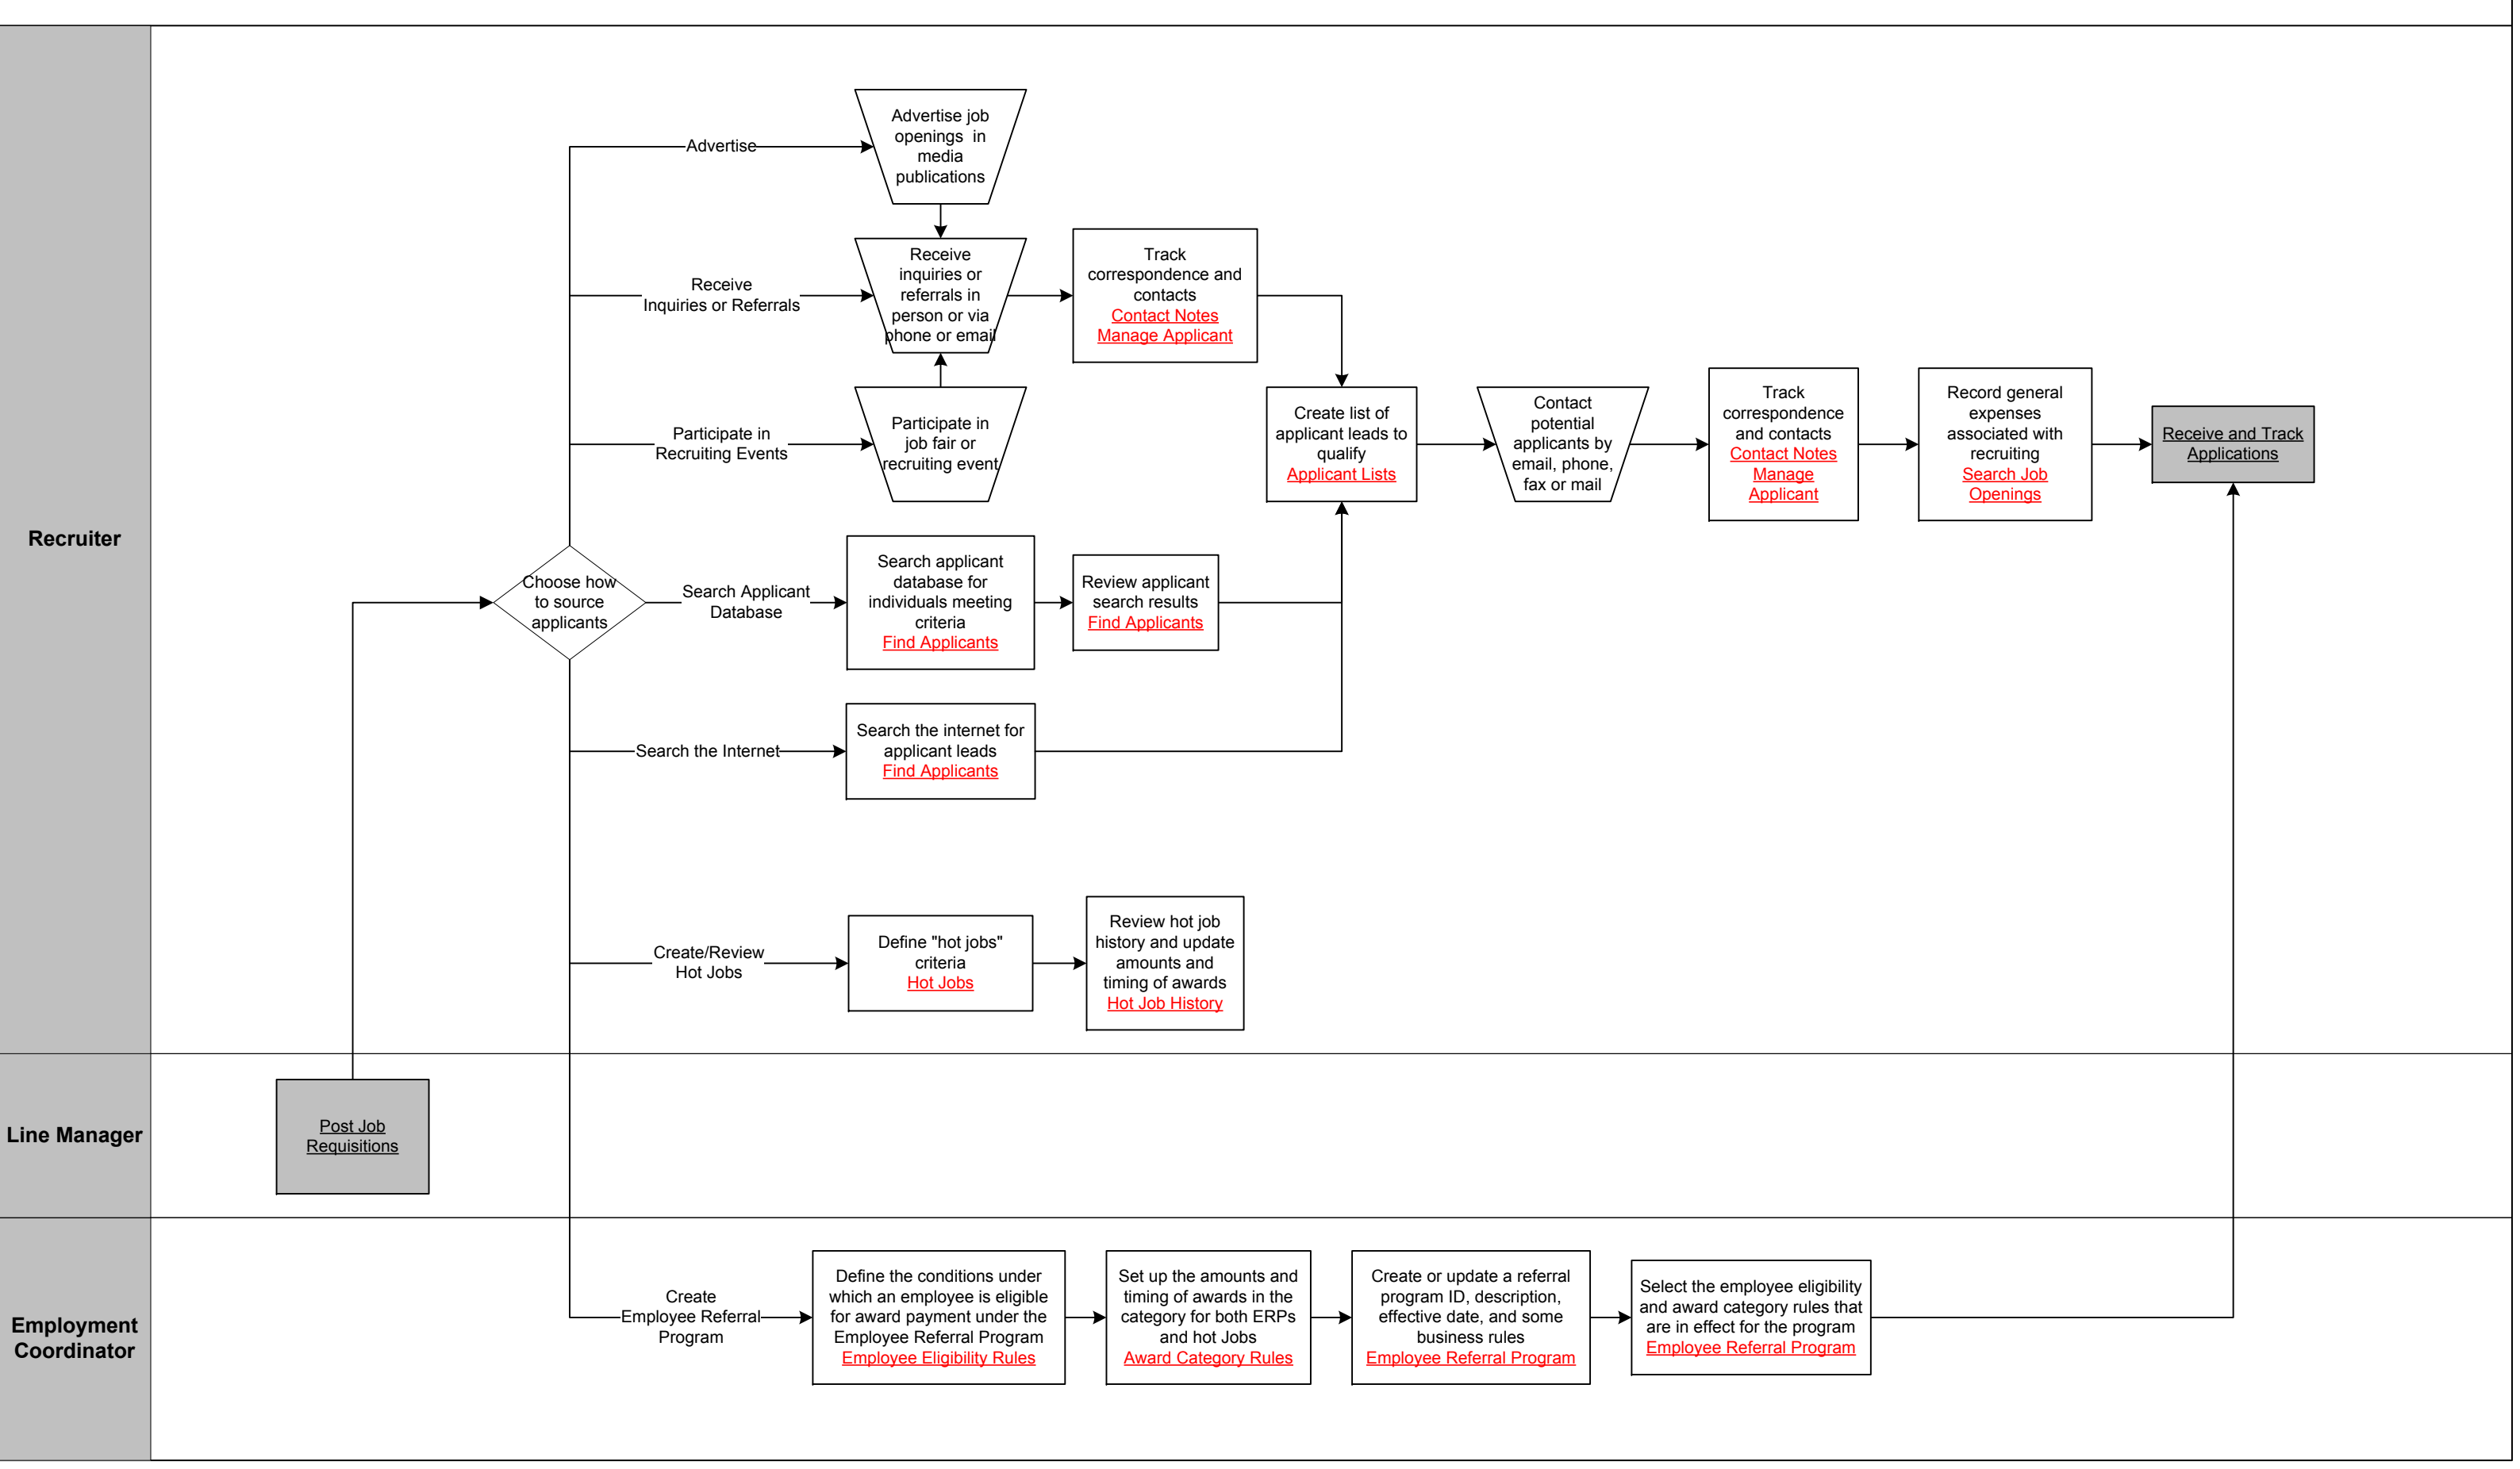 Recruiter
Advertise
Advertise job
openings in
media
publications
Receive
Inquiries or Referrals
Receive
inquiries or
referrals in
person or via
phone or email
Track
correspondence and
contacts
Contact Notes
Manage Applicant
Participate in
Recruiting Events
Participate in
job fair or
recruiting event
Create list of
applicant leads to
qualify
Applicant Lists
Contact
potential
applicants by
email, phone,
fax or mail
Track
correspondence
and contacts
Contact Notes
Manage
Applicant
Record general
expenses
associated with
recruiting
Search Job
Openings
Receive and Track
Applications
Choose how
to source
applicants
Search Applicant
Database
Search applicant
database for
individuals meeting
criteria
Find Applicants
Review applicant
search results
Find Applicants
Search the Internet
Search the internet for
applicant leads
Find Applicants
Create/Review
Hot Jobs
Define "hot jobs"
criteria
Hot Jobs
Review hot job
history and update
amounts and
timing of awards
Hot Job History
Line Manager
Post Job
Requisitions
Employment
Coordinator
Create
Employee Referral
Program
Define the conditions under
which an employee is eligible
for award payment under the
Employee Referral Program
Employee Eligibility Rules
Set up the amounts and
timing of awards in the
category for both ERPs
and hot Jobs
Award Category Rules
Create or update a referral
program ID, description,
effective date, and some
business rules
Employee Referral Program
Select the employee eligibility
and award category rules that
are in effect for the program
Employee Referral Program